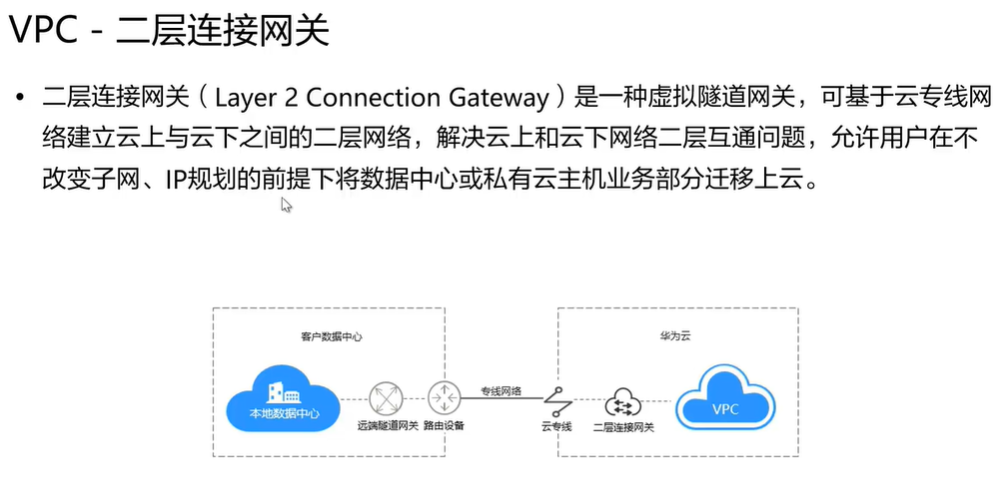 VPC - 二层连接网关
• 二层连接网关（Layer 2 Connection Gateway）是一种虚拟隧道网关，可基于云专线网
络建立云上与云下之间的二层网络，解决云上和云下网络二层互通问题，允许用户在不
改变子网、IP规划的前提下将数据中心或私有云主机业务部分迁移上云。
客户数据中心
华为云
本地数据中心
远端隧道网关
路由设备
专线网络
云专线
二层连接网关
VPC